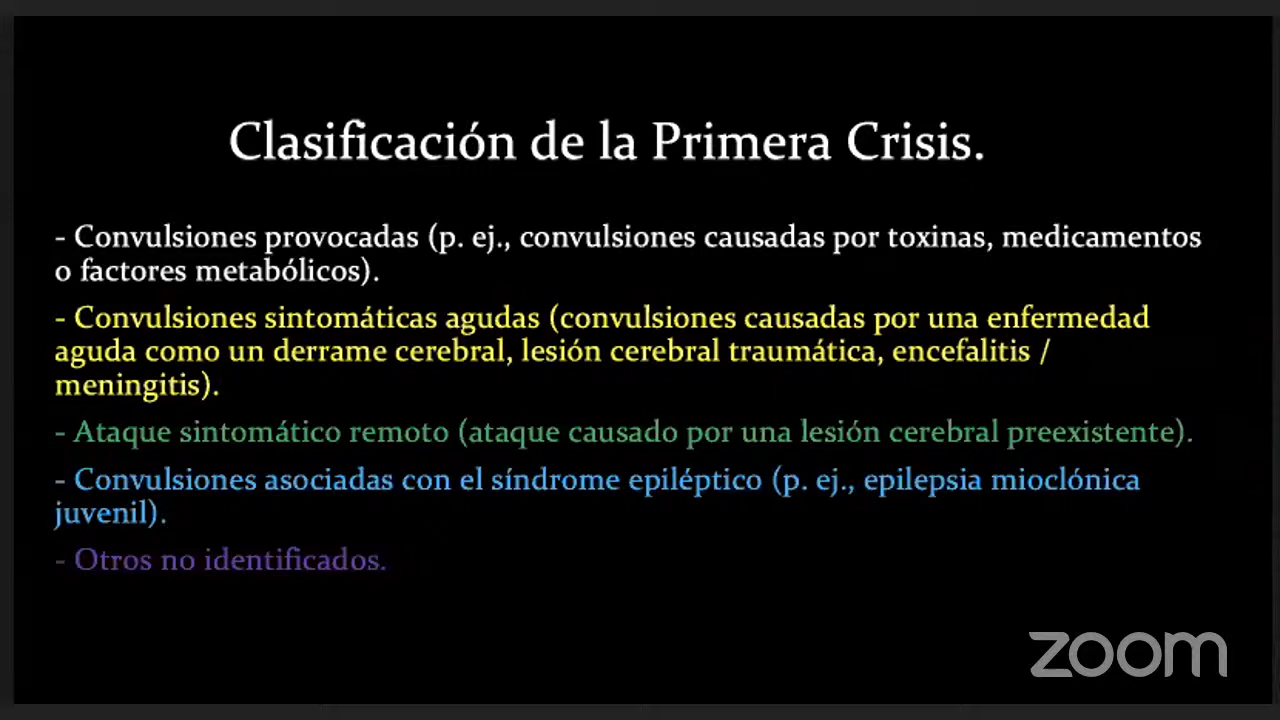 Clasificación de la Primera Crisis.
- Convulsiones provocadas (p. ej., convulsiones causadas por toxinas, medicamentos
o factores metabólicos).
- Convulsiones sintomáticas agudas (convulsiones causadas por una enfermedad
aguda como un derrame cerebral, lesión cerebral traumática, encefalitis /
meningitis).
- Ataque sintomático remoto (ataque causado por una lesión cerebral preexistente).
- Convulsiones asociadas con el síndrome epiléptico (p. ej., epilepsia mioclónica
juvenil).
- Otros no identificados.
zoom